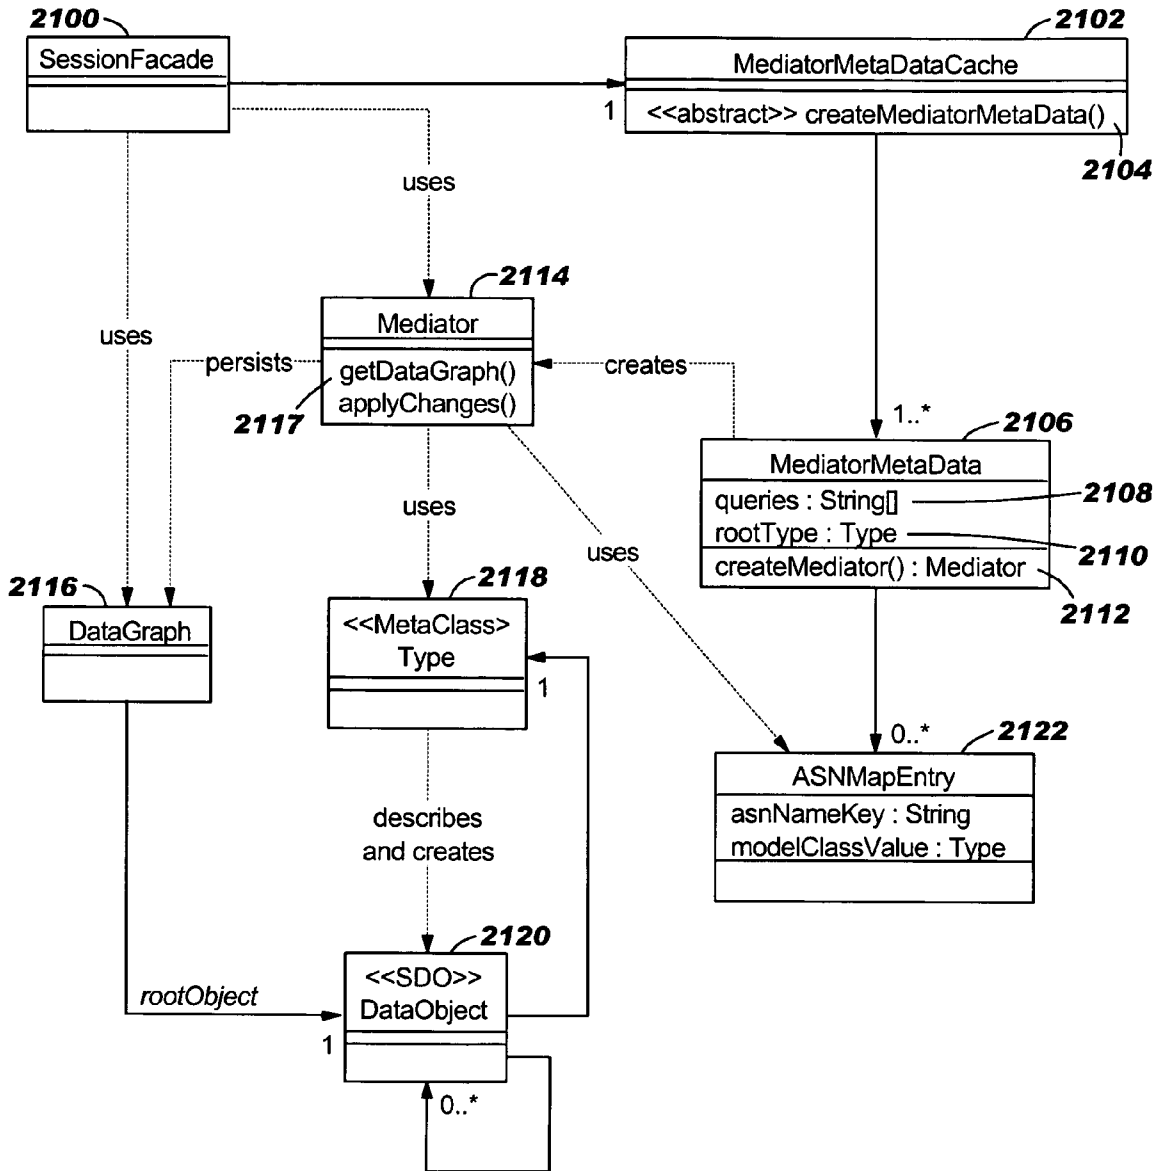 2100
2102
SessionFacade
MediatorMetaDataCache
1
<<abstract>> createMediatorMetaData()
2104
uses
2114
Mediator
uses
persists
getDataGraph()
applyChanges()
2117
creates
1..*
2106
MediatorMetaData
queries : String[]
2108
rootType : Type
2110
createMediator() : Mediator
2112
uses
uses
2116
DataGraph
2118
<<MetaClass>
Type
1
0..*
2122
ASNMapEntry
asnNameKey : String
modelClassValue : Type
describes
and creates
2120
<<SDO>>
DataObject
rootObject
1
0..*